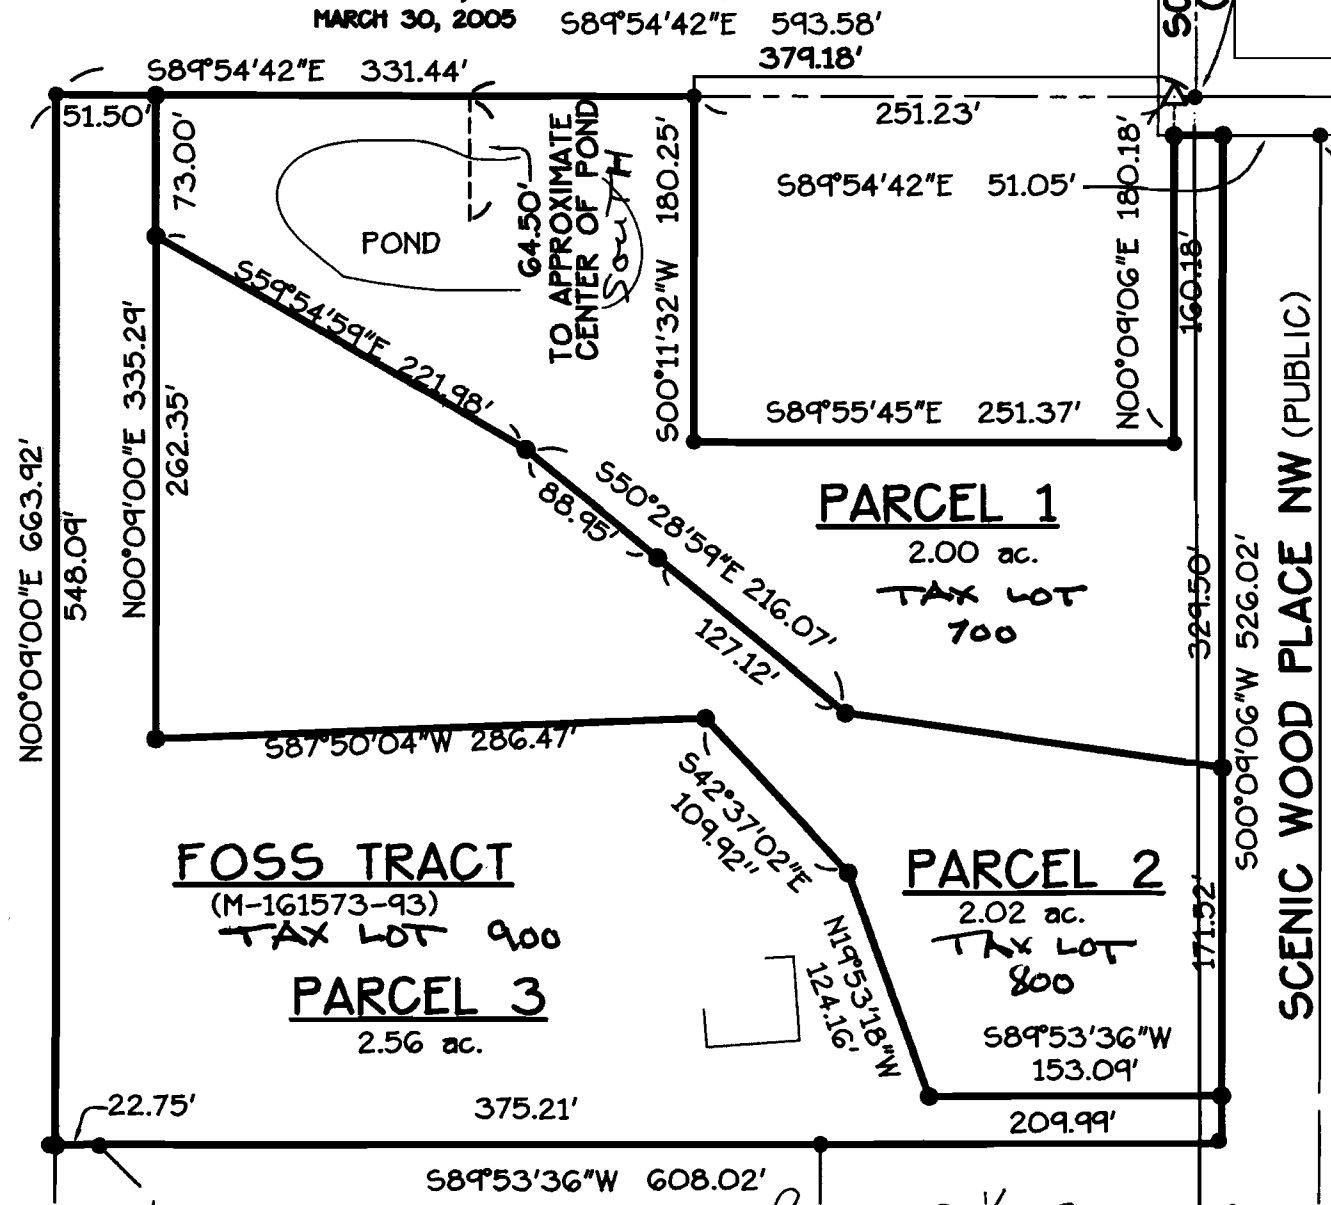 MARCH 30, 2005
S89°54'42"E 593.58'
379.18'
S89°54'42"E 331.44'
51.50'
73.00'
251.23'
180.25'
S00°11'32"W
N00°09'06"E 180.18'
160.18'
S89°54'42"E 51.05'
POND
64.50'
TO APPROXIMATE
CENTER OF POND
South
S59°54'59"E 221.98'
N00°09'00"E 335.29'
262.35'
S89°55'45"E 251.37'
N00°09'00"E 663.92'
548.09'
S50°28'59"E 216.07'
88.95'
127.12'
PARCEL 1
2.00 ac.
TAX LOT
700
329.50'
S00°09'06"W 526.02'
SCENIC WOOD PLACE NW (PUBLIC)
S87°50'04"W 286.47'
S42°37'02"E
109.92"
FOSS TRACT
(M-161573-93)
TAX LOT 900
PARCEL 3
2.56 ac.
PARCEL 2
2.02 ac.
TAX LOT
800
171.52'
N19°53'18"W
124.16'
S89°53'36"W
153.09'
22.75'
375.21'
209.99'
S89°53'36"W 608.02'